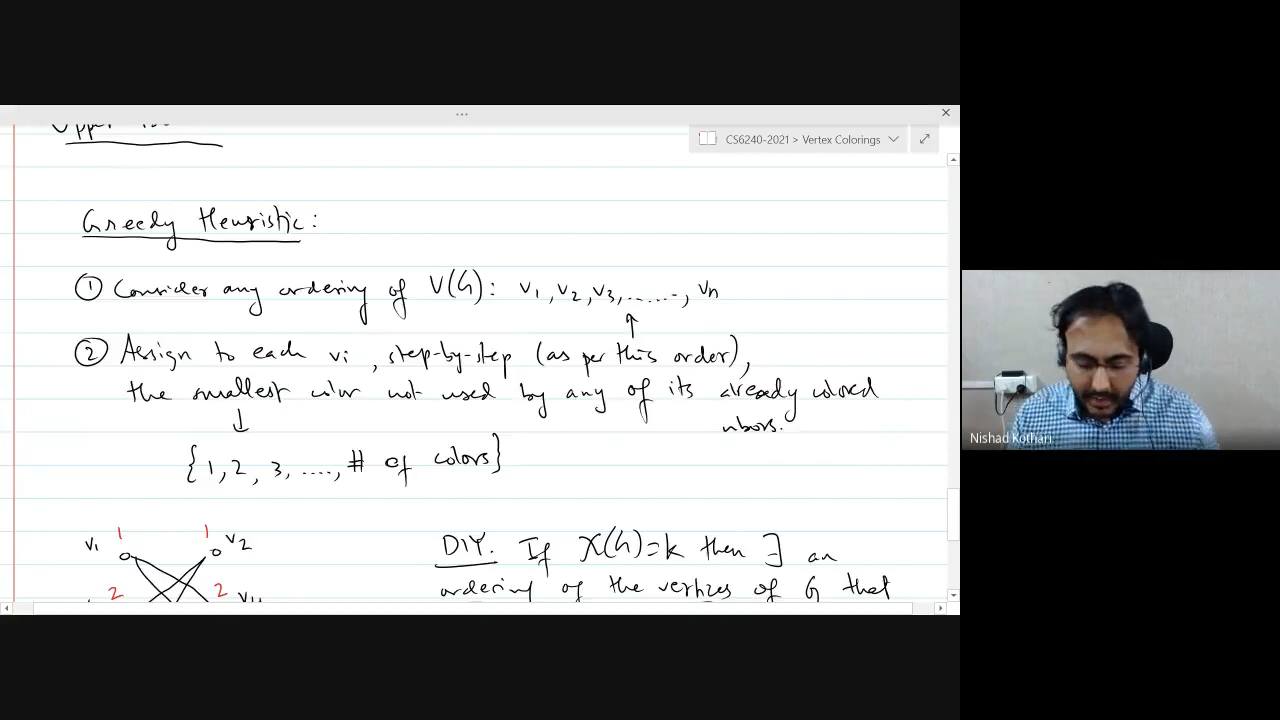 Upper
CS6240-2021 > Vertex Colorings
Greedy Heuristic:
① Consider any ordering of V(G): v1, v2, v3, ......., vn
② Assign to each vi, step-by-step (as per this order),
the smallest color not used by any of its already colored
nbors.
{1, 2, 3, ...., # of colors}
v1 1 1 v2
2 2
DIY. If χ(G)=k then ∃ an
ordering of the vertices of G that
Nishad Kothari